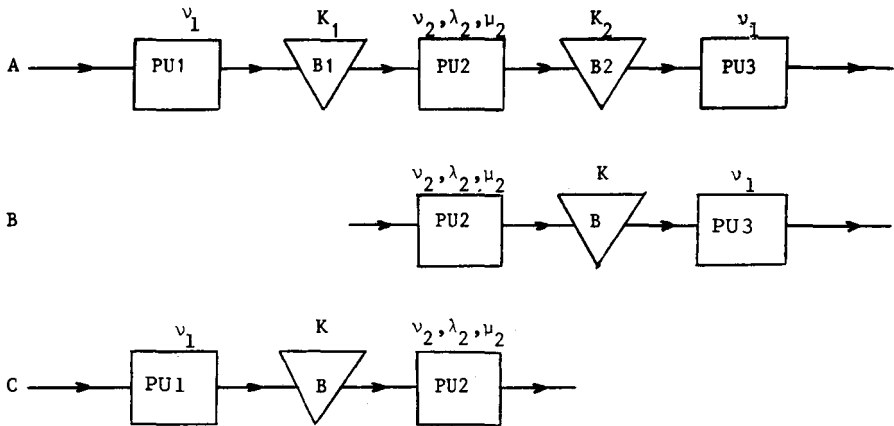 ν₁ K₁ ν₂,λ₂,μ₂ K₂ ν₁
A PU1 B1 PU2 B2 PU3
ν₂,λ₂,μ₂ K ν₁
B PU2 B PU3
ν₁ K ν₂,λ₂,μ₂
C PU1 B PU2